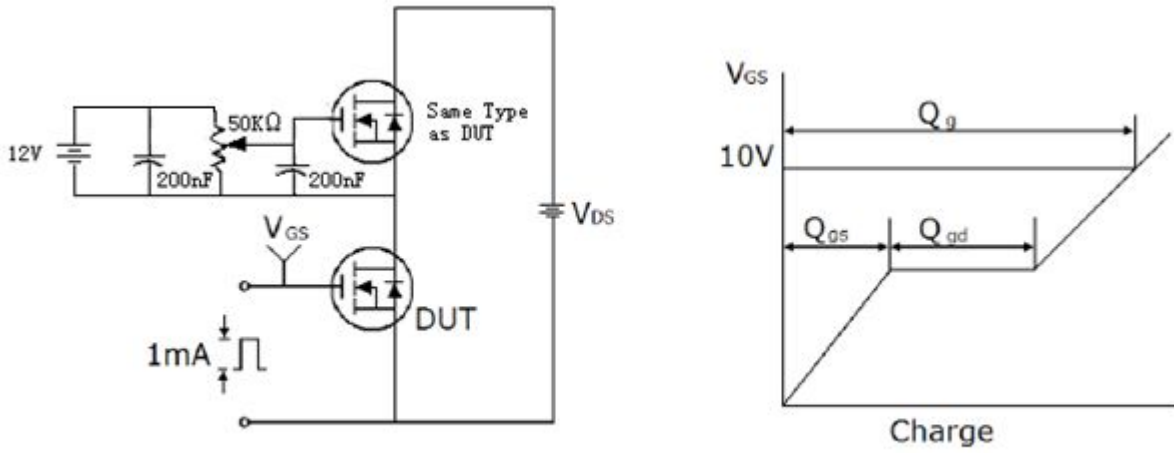 12V
200nF
50KΩ
200nF
Same Type
as DUT
VDS
VGS
DUT
1mA
VGS
10V
Qg
Qgs
Qgd
Charge